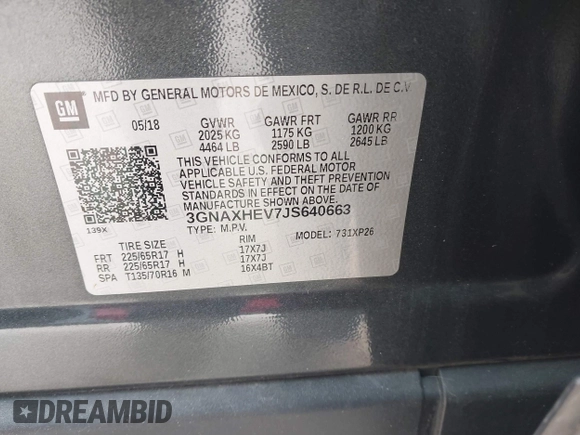 GM
MFD BY GENERAL MOTORS DE MEXICO, S. DE R.L. DE C.V
05/18 GVWR GAWR FRT GAWR RR
2025 KG 1175 KG 1200 KG
4464 LB 2590 LB 2645 LB
THIS VEHICLE CONFORMS TO ALL
APPLICABLE U.S. FEDERAL MOTOR
VEHICLE SAFETY AND THEFT PREVENTION
STANDARDS IN EFFECT ON THE DATE OF
MANUFACTURE SHOWN ABOVE.
139X 3GNAXHEV7JS640663
TYPE: M.P.V. MODEL: 731XP26
TIRE SIZE RIM
FRT 225/65R17 H 17X7J
RR 225/65R17 H 17X7J
SPA T135/70R16 M 16X4BT
DREAMBID